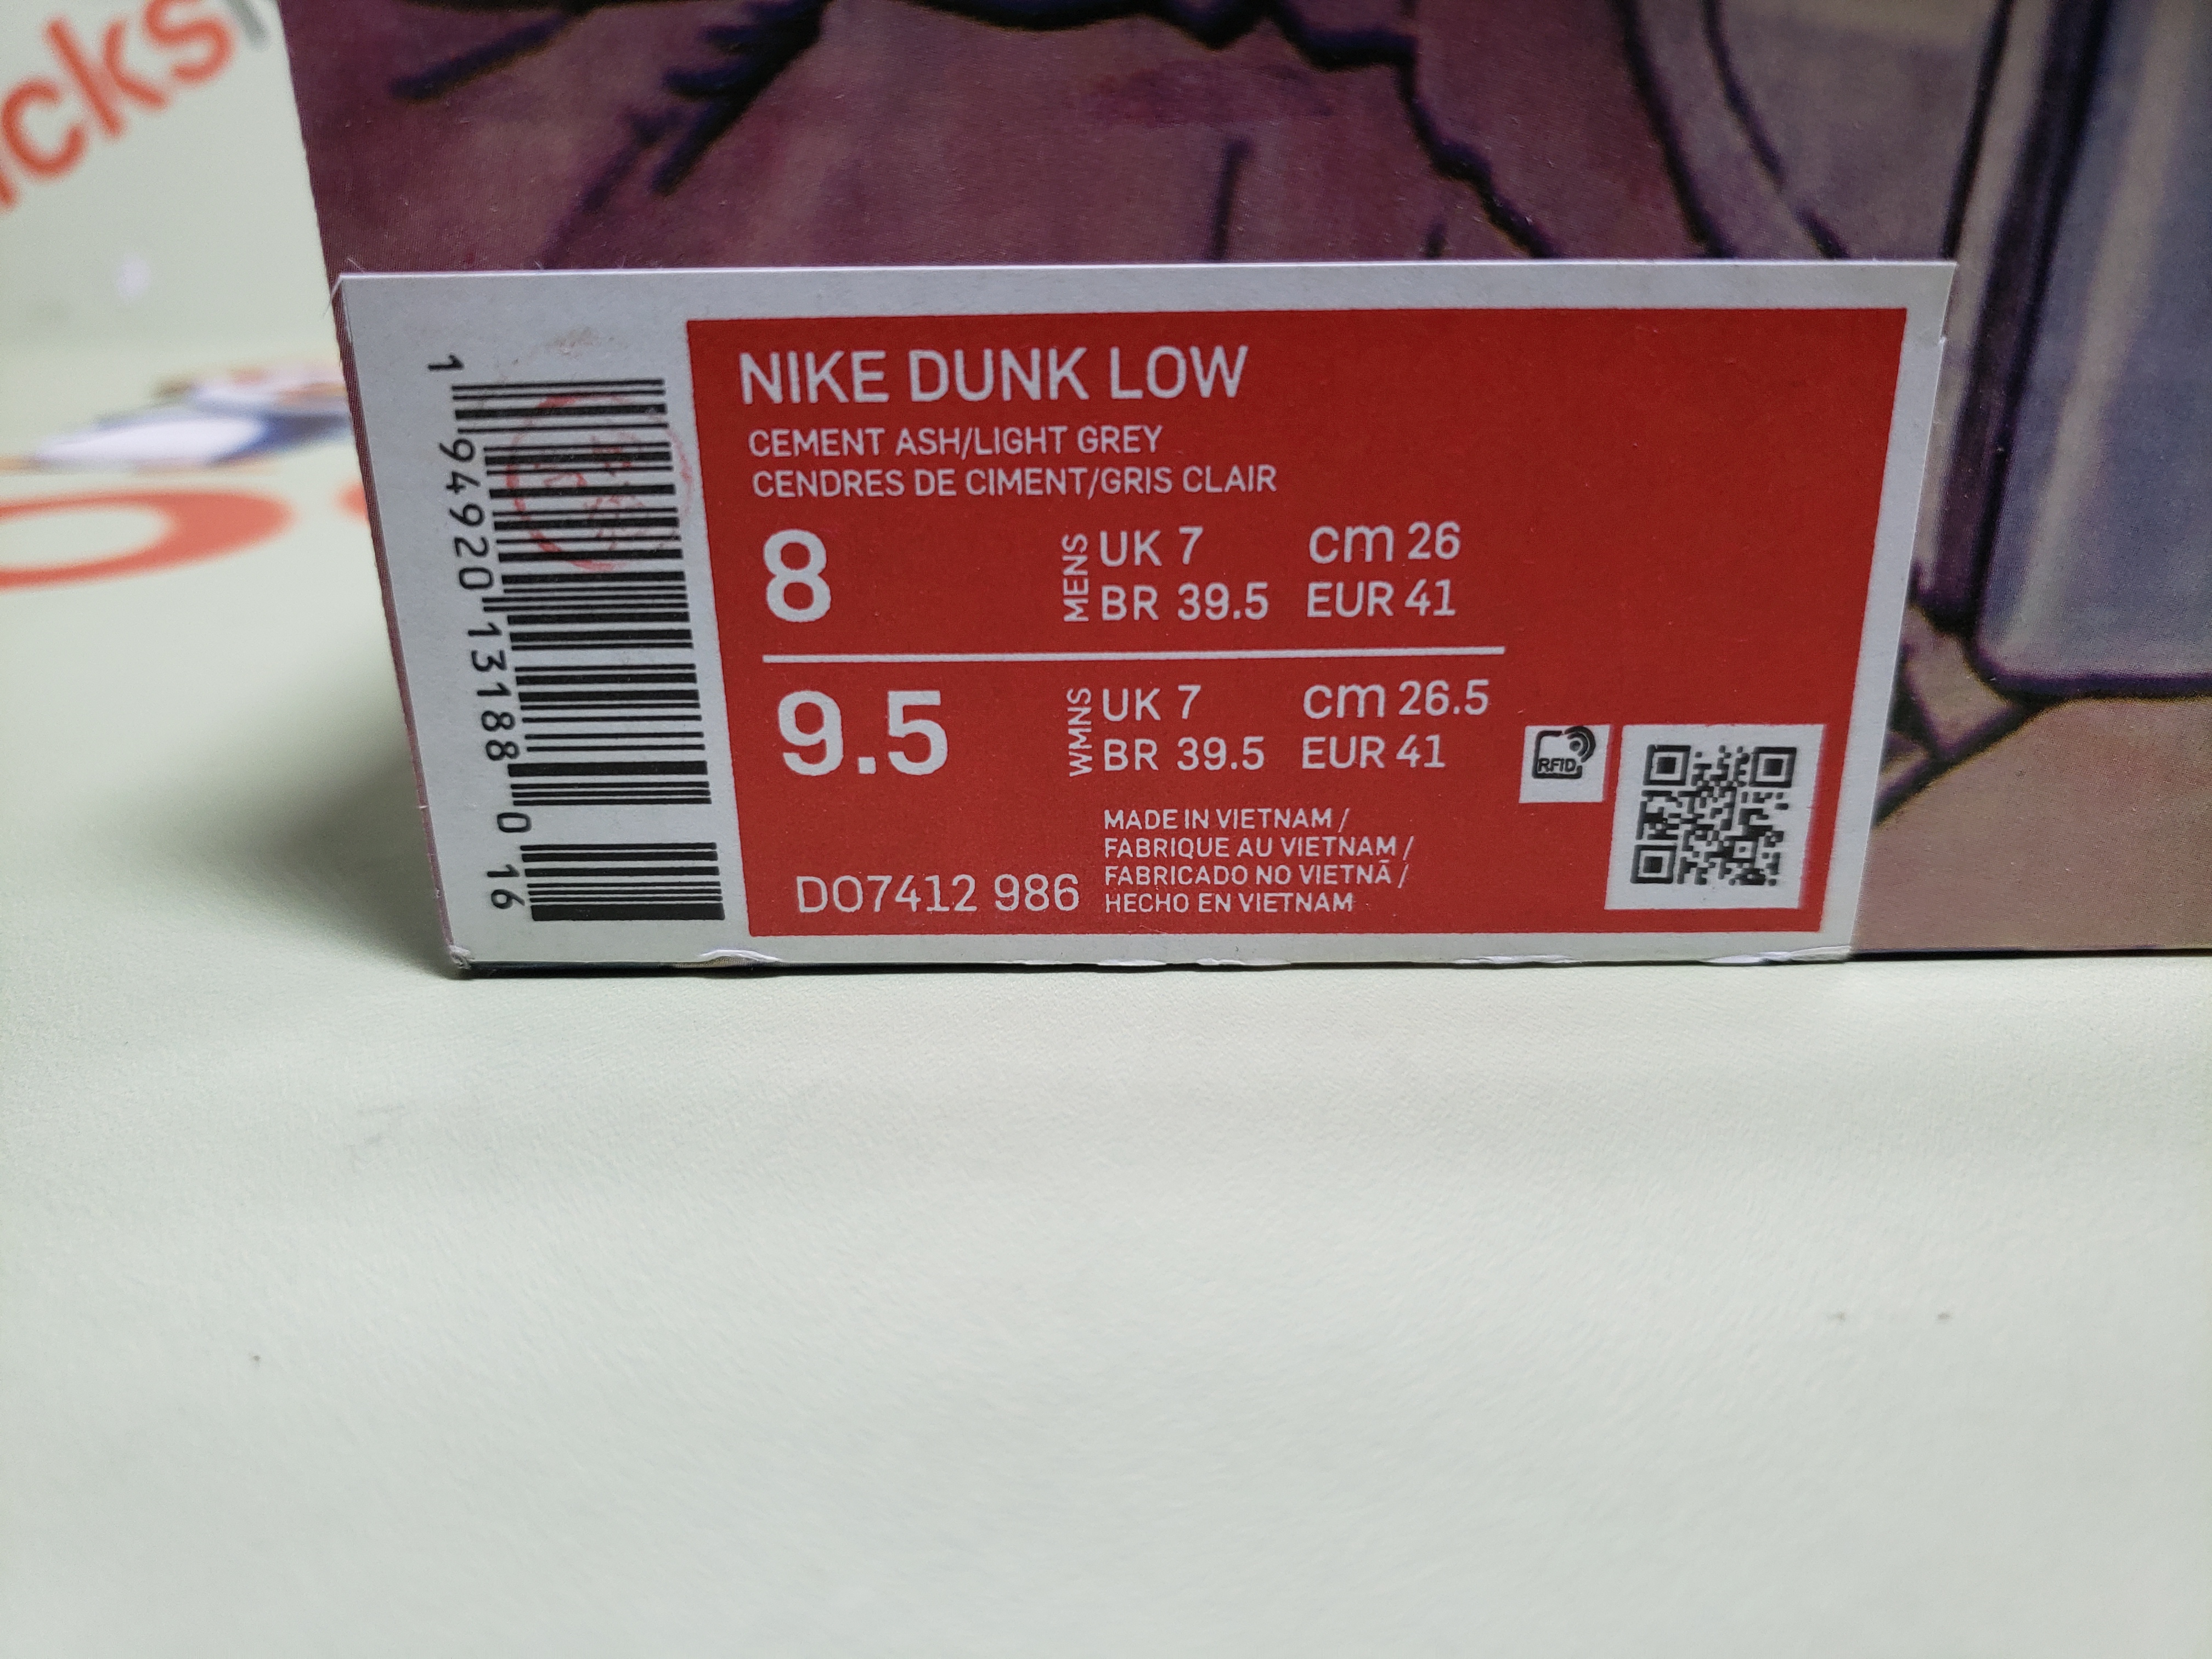 cks
NIKE DUNK LOW
CEMENT ASH/LIGHT GREY
CENDRES DE CIMENT/GRIS CLAIR
8
MENS
UK 7 cm 26
BR 39.5 EUR 41
9.5
WMNS
UK 7 cm 26.5
BR 39.5 EUR 41
MADE IN VIETNAM /
FABRIQUE AU VIETNAM /
FABRICADO NO VIETNÃ /
HECHO EN VIETNAM
DO7412 986
RFID
1 94920 13188 0 16